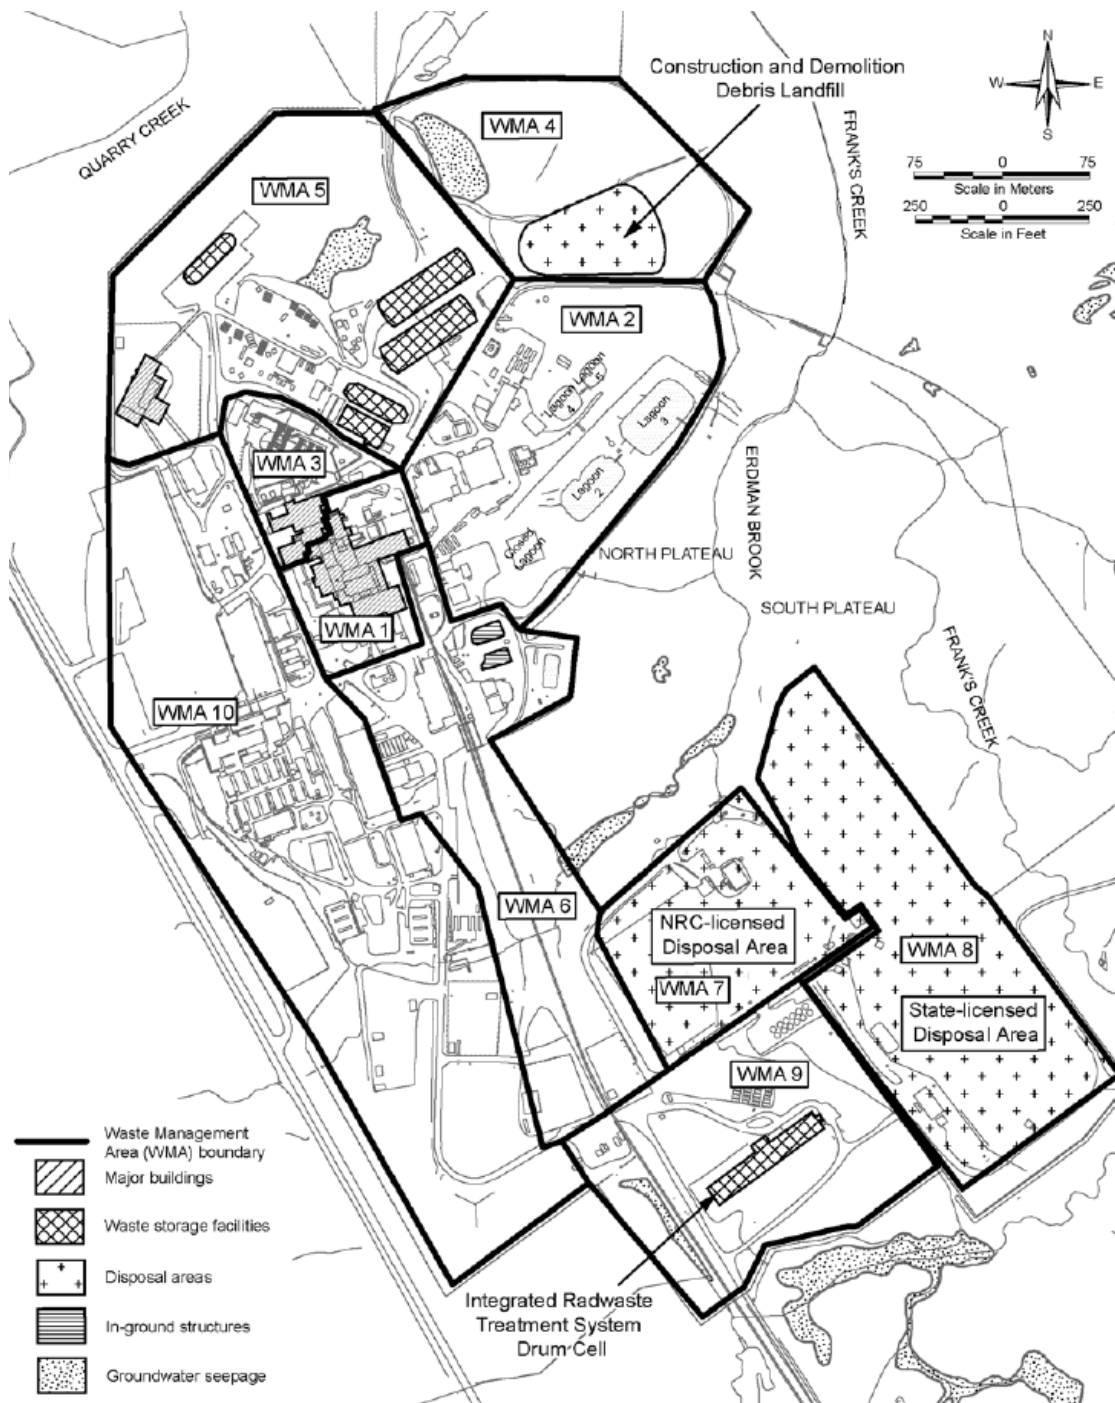 Construction and Demolition
Debris Landfill
N
W
E
S
75
0
75
Scale in Meters
250
0
250
Scale in Feet
QUARRY CREEK
FRANK'S CREEK
WMA 4
WMA 5
WMA 2
Lagoon
5
Lagoon
4
Lagoon
3
Lagoon
2
Closed
Lagoon
WMA 3
ERDMAN BROOK
NORTH PLATEAU
SOUTH PLATEAU
FRANK'S CREEK
WMA 1
WMA 10
WMA 6
NRC-licensed
Disposal Area
WMA 7
WMA 8
State-licensed
Disposal Area
WMA 9
Integrated Radwaste
Treatment System
Drum Cell
Waste Management
Area (WMA) boundary
Major buildings
Waste storage facilities
Disposal areas
In-ground structures
Groundwater seepage